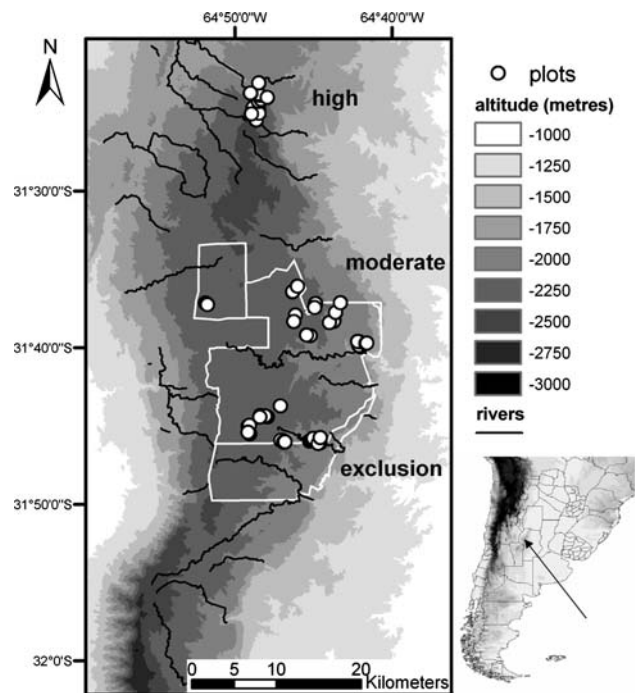 N
64°50'0"W
64°40'0"W
high
31°30'0"S
moderate
31°40'0"S
exclusion
31°50'0"S
32°0'S
0
5
10
20
Kilometers
plots
altitude (metres)
-1000
-1250
-1500
-1750
-2000
-2250
-2500
-2750
-3000
rivers